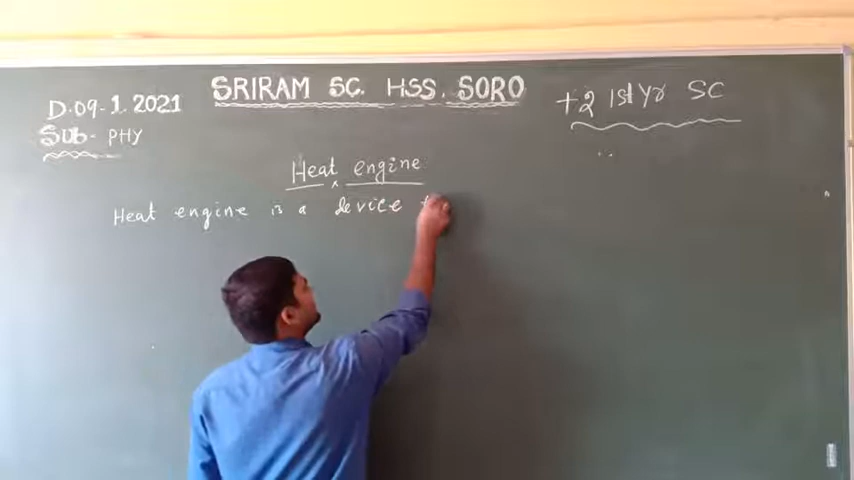 SRIRAM SC. HSS. SORO
+2 1st Yr SC
D.09-1.2021
Sub- PHY
Heat engine
Heat engine is a device